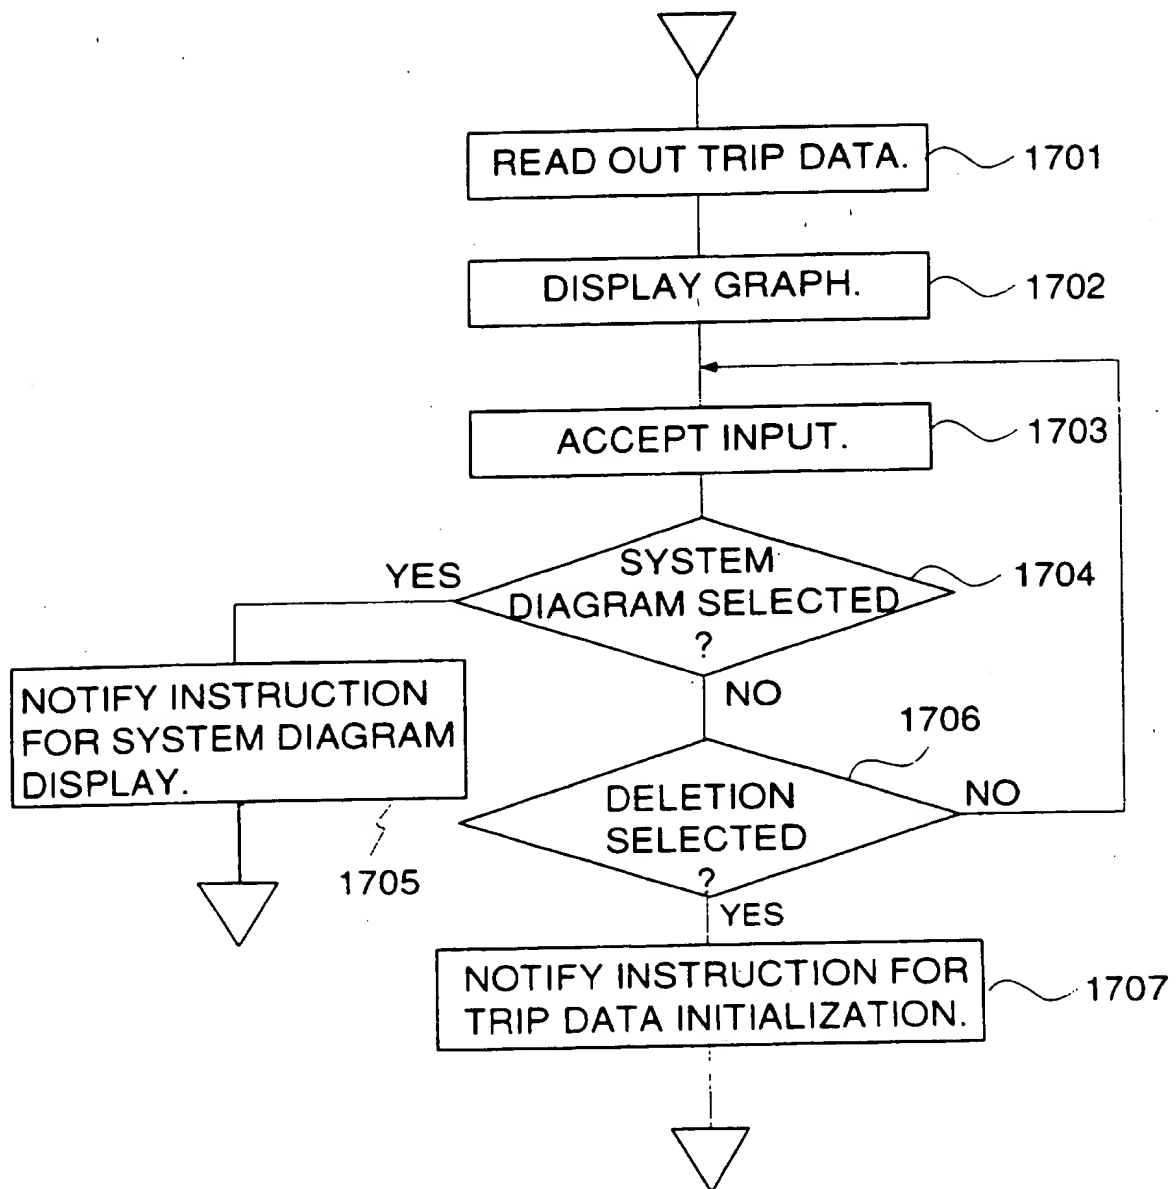 READ OUT TRIP DATA.
1701
DISPLAY GRAPH.
1702
ACCEPT INPUT.
1703
YES
SYSTEM
DIAGRAM SELECTED
?
1704
NOTIFY INSTRUCTION
FOR SYSTEM DIAGRAM
DISPLAY.
1705
NO
1706
DELETION
SELECTED
?
NO
YES
NOTIFY INSTRUCTION FOR
TRIP DATA INITIALIZATION.
1707